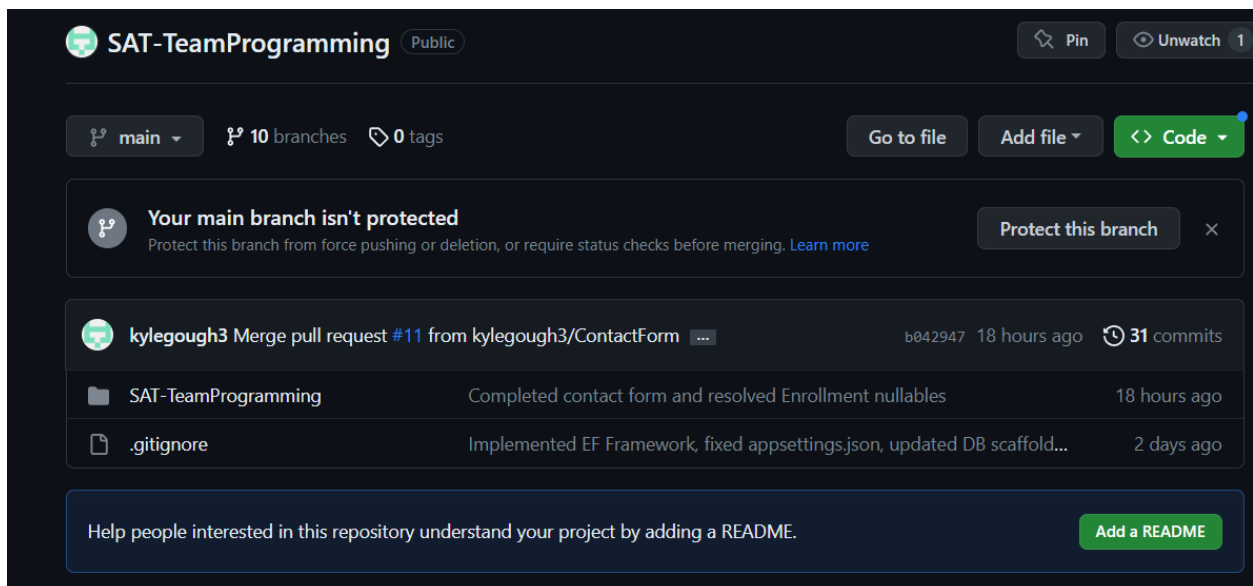 SAT-TeamProgramming Public Pin Unwatch 1
main 10 branches 0 tags Go to file Add file <> Code
Your main branch isn't protected
Protect this branch from force pushing or deletion, or require status checks before merging. Learn more
Protect this branch
kylegough3 Merge pull request #11 from kylegough3/ContactForm ... b042947 18 hours ago 31 commits
SAT-TeamProgramming Completed contact form and resolved Enrollment nullables 18 hours ago
.gitignore Implemented EF Framework, fixed appsettings.json, updated DB scaffold... 2 days ago
Help people interested in this repository understand your project by adding a README. Add a README